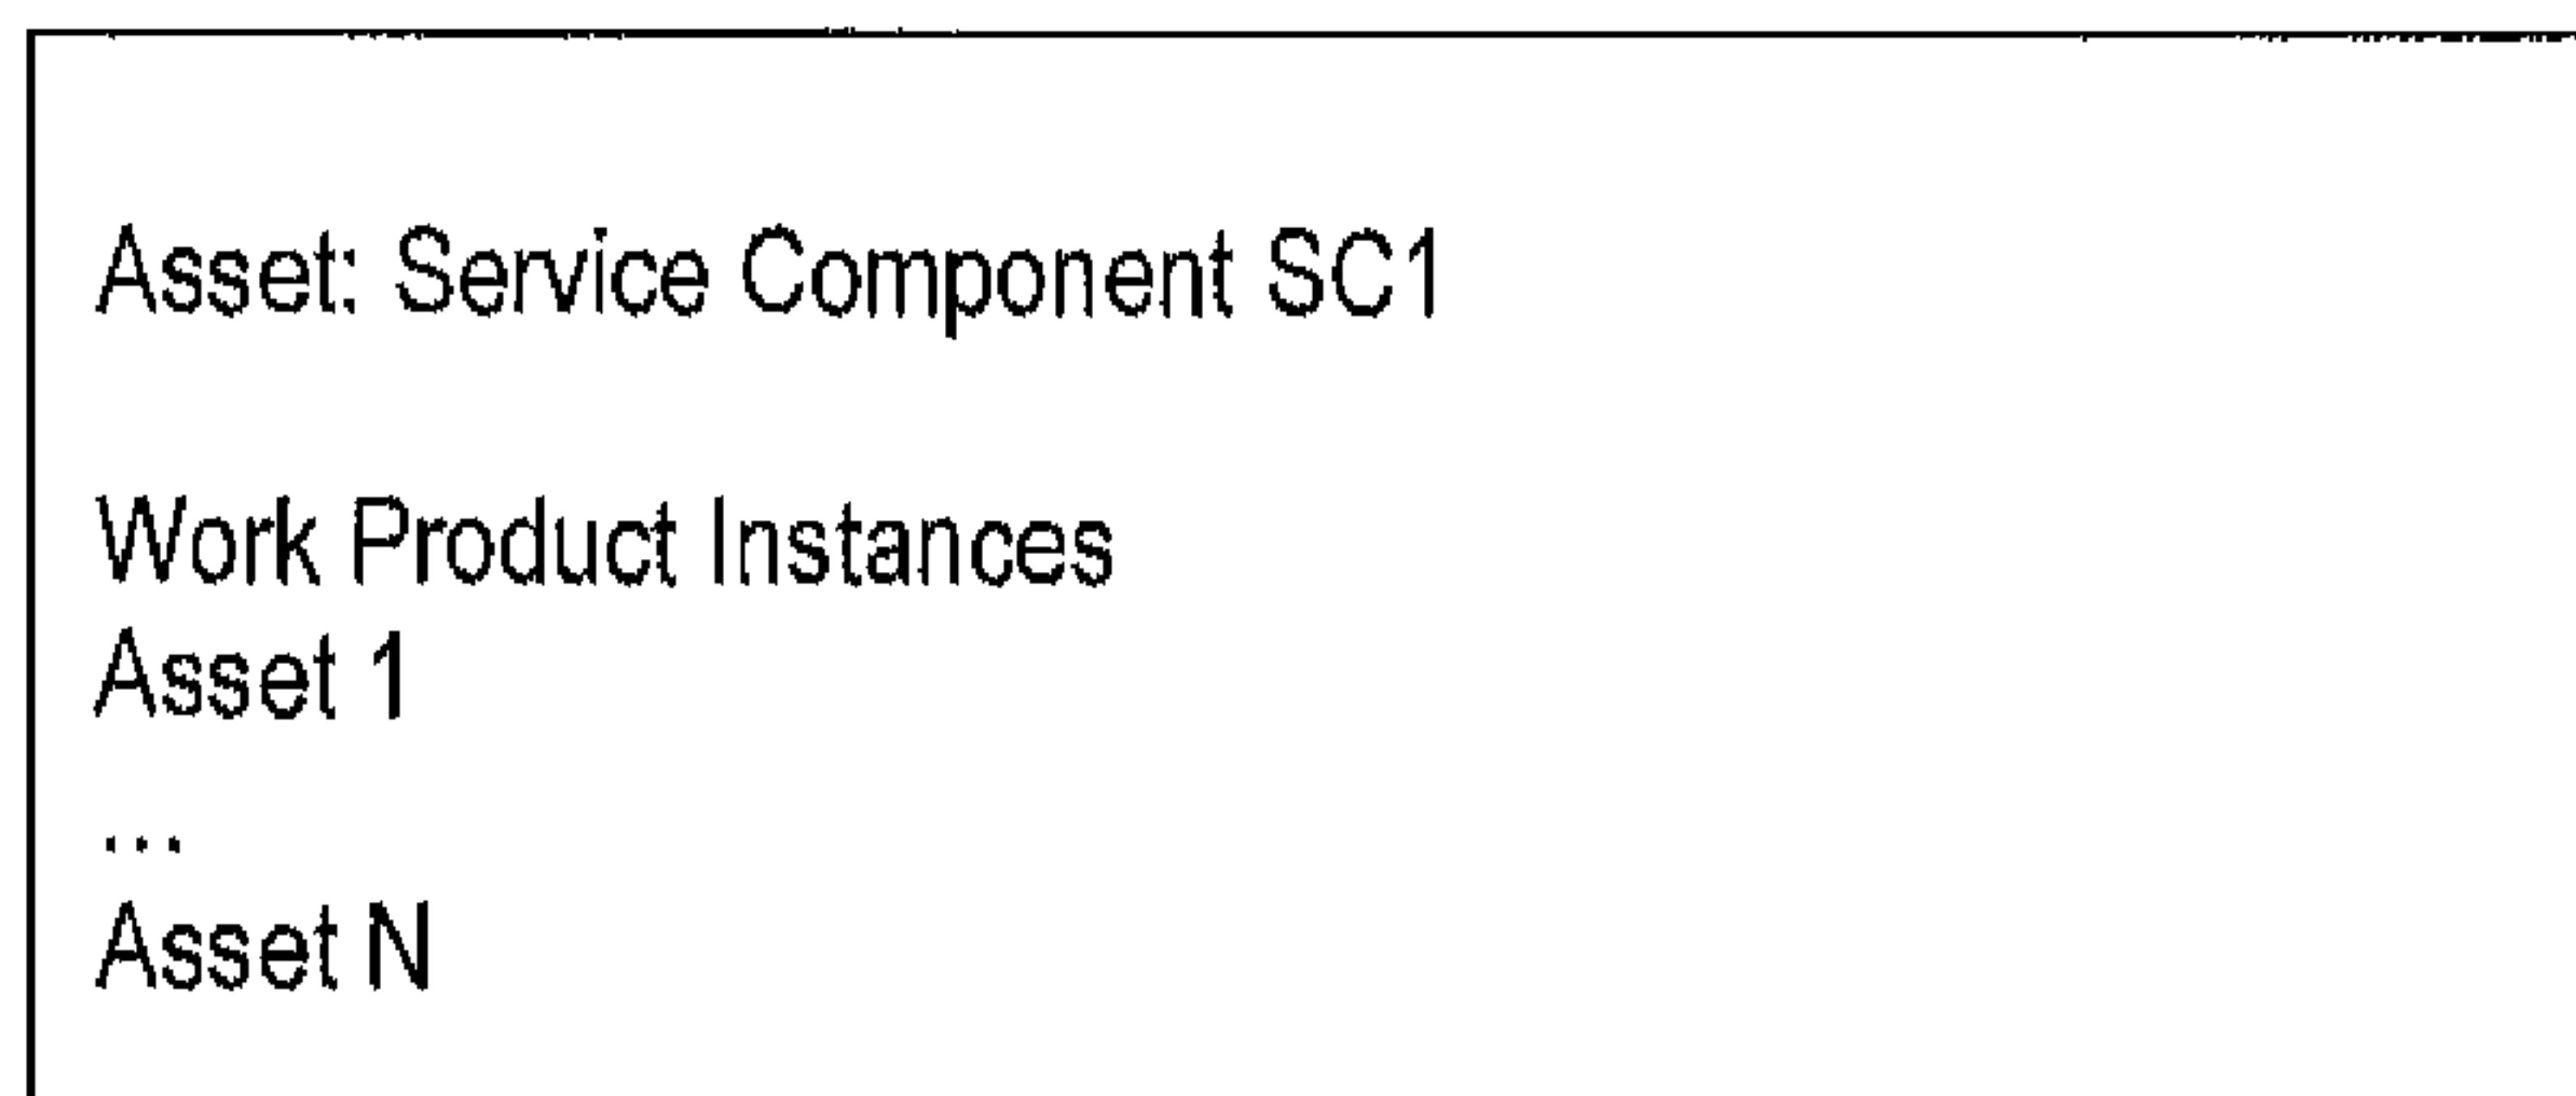 Asset: Service Component SC1
Work Product Instances
Asset 1
...
Asset N